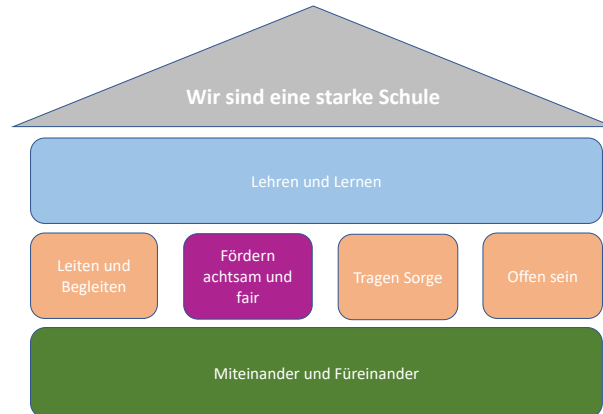 Wir sind eine starke Schule
Lehren und Lernen
Leiten und
Begleiten
Fördern
achtsam und
fair
Tragen Sorge
Offen sein
Miteinander und Füreinander